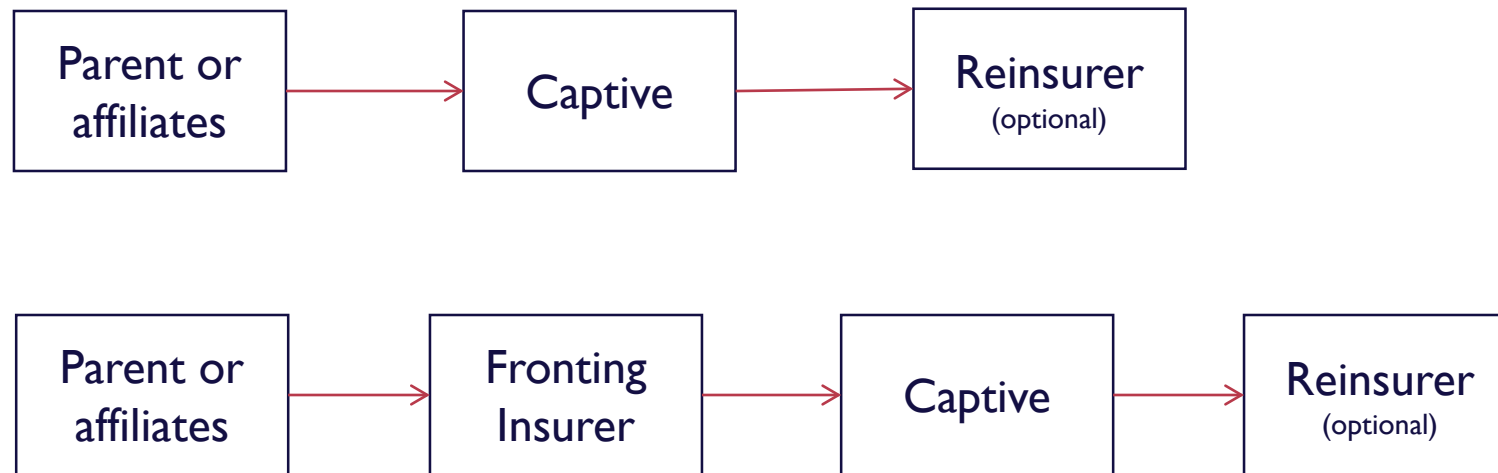 Parent or
affiliates
Captive
Reinsurer
(optional)
Parent or
affiliates
Fronting
Insurer
Captive
Reinsurer
(optional)